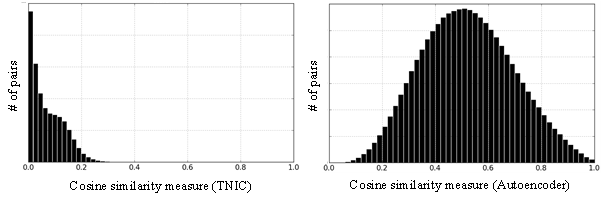 # of pairs
0.0 0.2 0.4 0.6 0.8 1.0
Cosine similarity measure (TNIC)
# of pairs
0.0 0.2 0.4 0.6 0.8 1.0
Cosine similarity measure (Autoencoder)